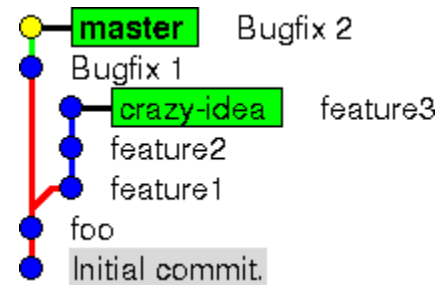 master Bugfix 2
Bugfix 1
crazy-idea feature3
feature2
feature1
foo
Initial commit.